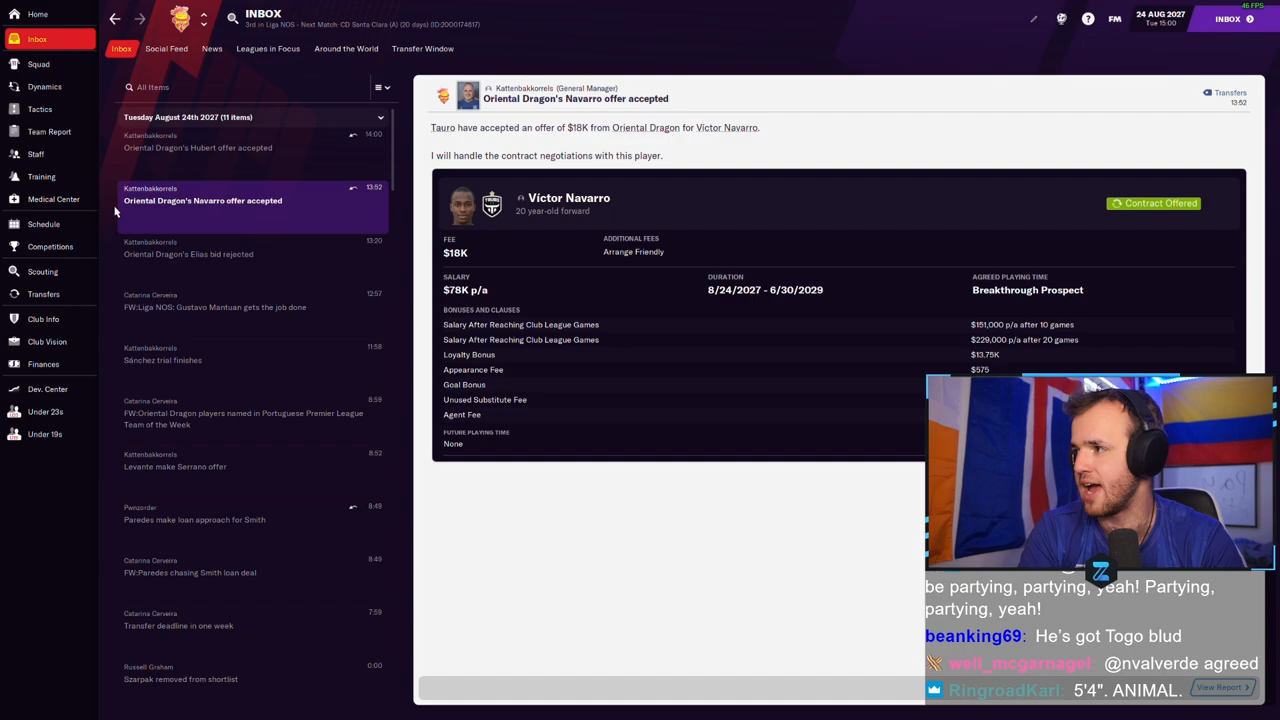 46 FPS
INBOX
3rd in Liga NOS - Next Match: CD Santa Clara (A) (20 days) (ID:2000174617)
FM
24 AUG 2027
Tue 15:00
INBOX
Home
Inbox
Squad
Dynamics
Tactics
Team Report
Staff
Training
Medical Center
Schedule
Competitions
Scouting
Transfers
Club Info
Club Vision
Finances
Dev. Center
Under 23s
Under 19s
Inbox
Social Feed
News
Leagues in Focus
Around the World
Transfer Window
All Items
Tuesday August 24th 2027 (11 items)
Kattenbakkorrels 14:00
Oriental Dragon's Hubert offer accepted
Kattenbakkorrels 13:52
Oriental Dragon's Navarro offer accepted
Kattenbakkorrels 13:20
Oriental Dragon's Elias bid rejected
Catarina Cerveira 12:57
FW:Liga NOS: Gustavo Mantuan gets the job done
Kattenbakkorrels 11:58
Sánchez trial finishes
Catarina Cerveira 8:59
FW:Oriental Dragon players named in Portuguese Premier League
Team of the Week
Kattenbakkorrels 8:52
Levante make Serrano offer
Pwnzorder 8:49
Paredes make loan approach for Smith
Catarina Cerveira 8:49
FW:Paredes chasing Smith loan deal
Catarina Cerveira 7:59
Transfer deadline in one week
Russell Graham 0:00
Szarpak removed from shortlist
Kattenbakkorrels (General Manager)
Oriental Dragon's Navarro offer accepted
Transfers
13:52
Tauro have accepted an offer of $18K from Oriental Dragon for Víctor Navarro.
I will handle the contract negotiations with this player.
Víctor Navarro
20 year-old forward
Contract Offered
FEE
$18K
ADDITIONAL FEES
Arrange Friendly
SALARY
$78K p/a
DURATION
8/24/2027 - 6/30/2029
AGREED PLAYING TIME
Breakthrough Prospect
BONUSES AND CLAUSES
Salary After Reaching Club League Games $151,000 p/a after 10 games
Salary After Reaching Club League Games $229,000 p/a after 20 games
Loyalty Bonus $13.75K
Appearance Fee $575
Goal Bonus
Unused Substitute Fee
Agent Fee
FUTURE PLAYING TIME
None
be partying, partying, yeah! Partying,
partying, yeah!
beanking69: He's got Togo blud
well_mcgarnagel: @nvalverde agreed
RingroadKarl: 5'4". ANIMAL.
View Report